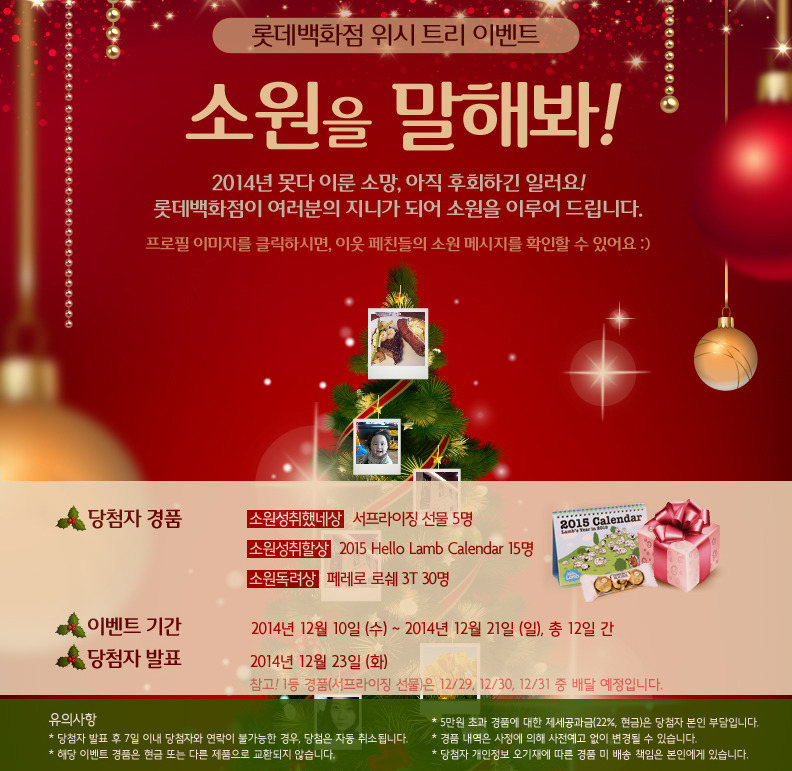 롯데백화점 위시 트리 이벤트
소원을 말해봐!
2014년 못다 이룬 소망, 아직 후회하긴 일러요!
롯데백화점이 여러분의 지니가 되어 소원을 이루어 드립니다.
프로필 이미지를 클릭하시면, 이웃 페친들의 소원 메시지를 확인할 수 있어요 :)
당첨자 경품
소원성취했네상 서프라이징 선물 5명
소원성취할상 2015 Hello Lamb Calendar 15명
소원독려상 페레로 로쉐 3T 30명
2015 Calendar
Lamb's Year in 2015
이벤트 기간
2014년 12월 10일 (수) ~ 2014년 12월 21일 (일), 총 12일 간
당첨자 발표
2014년 12월 23일 (화)
참고! 1등 경품(서프라이징 선물)은 12/29, 12/30, 12/31 중 배달 예정입니다.
유의사항
* 당첨자 발표 후 7일 이내 당첨자와 연락이 불가능한 경우, 당첨은 자동 취소됩니다.
* 해당 이벤트 경품은 현금 또는 다른 제품으로 교환되지 않습니다.
* 5만원 초과 경품에 대한 제세공과금(22%, 현금)은 당첨자 본인 부담입니다.
* 경품 내역은 사정에 의해 사전예고 없이 변경될 수 있습니다.
* 당첨자 개인정보 오기재에 따른 경품 미 배송 책임은 본인에게 있습니다.